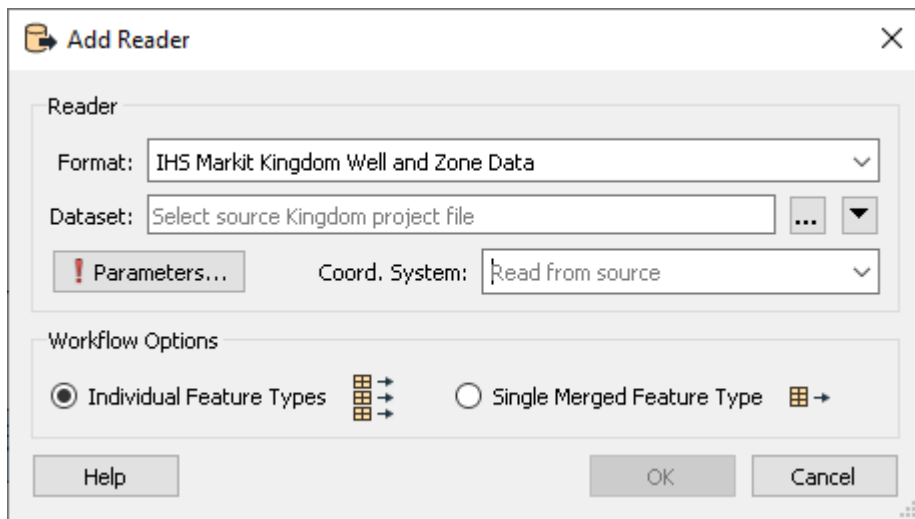 Add Reader
Reader
Format: IHS Markit Kingdom Well and Zone Data
Dataset: Select source Kingdom project file ...
! Parameters... Coord. System: Read from source
Workflow Options
Individual Feature Types Single Merged Feature Type
Help OK Cancel